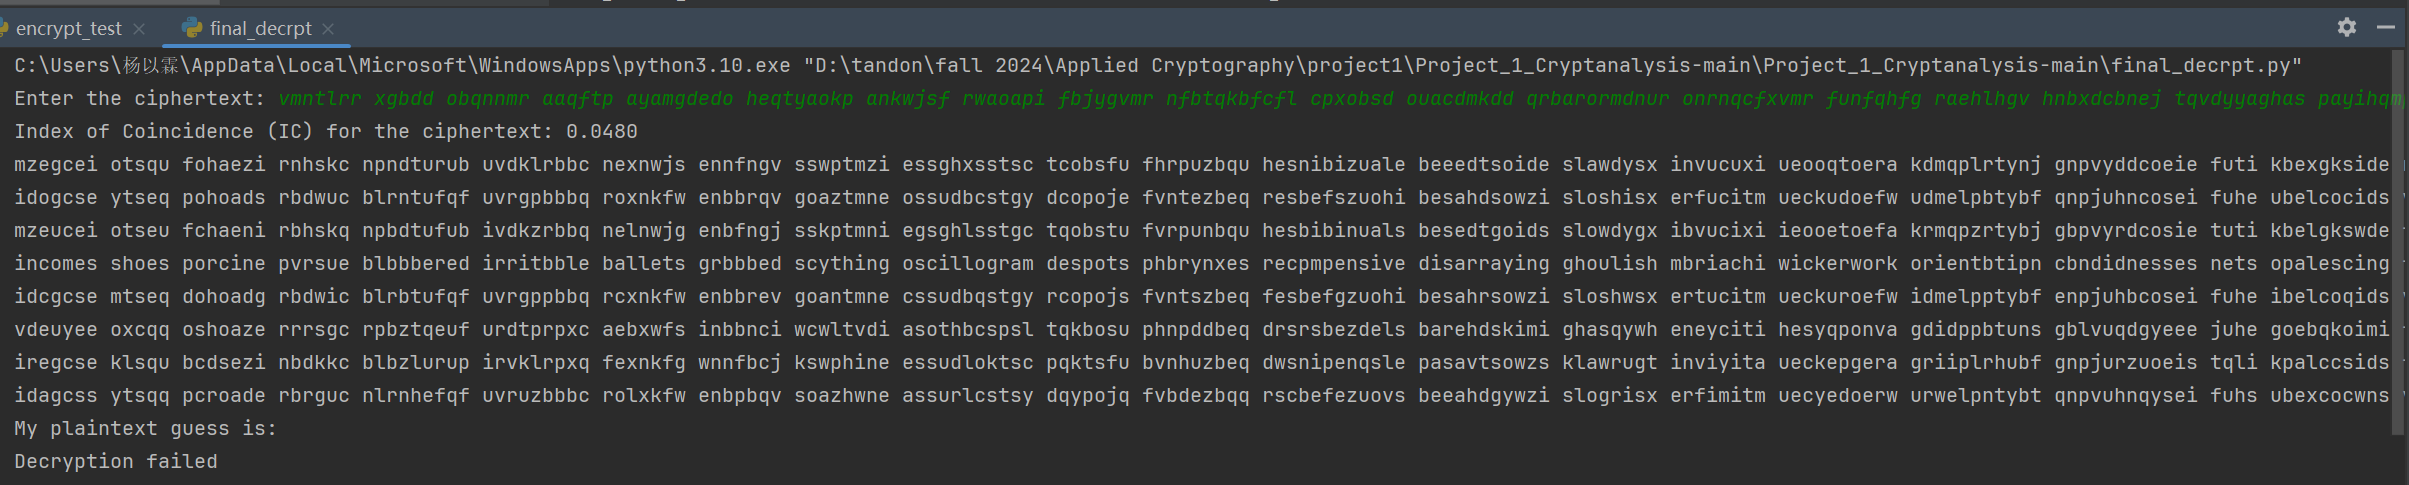 encrypt_test × final_decrpt ×
C:\Users\杨以霖\AppData\Local\Microsoft\WindowsApps\python3.10.exe "D:\tandon\fall 2024\Applied Cryptography\project1\Project_1_Cryptanalysis-main\Project_1_Cryptanalysis-main\final_decrpt.py"
Enter the ciphertext: vmntlrr xgbdd obqnnmr aaqftp ayamgdedo heqtyaokp ankwjsf rwaoapi fbjygvmr nfbtqkbfcfl cpxobsd ouacdmkdd qrbarormdnur onrnqcfxvmr funfqhfg raehlhgv hnbxdcbnej tqvdyyaghas payihqm
Index of Coincidence (IC) for the ciphertext: 0.0480
mzegcei otsqu fohaezi rnhskc npndturub uvdklrbbc nexnwjs ennfngv sswptmzi essghxsstsc tcobsfu fhrpuzbqu hesnibizuale beeedtsoide slawdysx invucuxi ueooqtoera kdmqplrtynj gnpvyddcoeie futi kbexgkside
idogcse ytseq pohoads rbdwuc blrntufqf uvrgpbbbq roxnkfw enbbrqv goaztmne ossudbcstgy dcopoje fvntezbeq resbefszuohi besahdsowzi sloshisx erfucitm ueckudoefw udmelpbtybf qnpjuhncosei fuhe ubelcocids
mzeucei otseu fchaeni rbhskq npbdtufub ivdkzrbbq nelnwjg enbfngj sskptmni egsghlsstgc tqobstu fvrpunbqu hesbibinuals besedtgoids slowdygx ibvucixi ieooetoefa krmqpzrtybj gbpvyrdcosie tuti kbelgkswde
incomes shoes porcine pvrsue blbbbered irritbble ballets grbbbed scything oscillogram despots phbrynxes recpmpensive disarraying ghoulish mbriachi wickerwork orientbtipn cbndidnesses nets opalescing
idcgcse mtseq dohoadg rbdwic blrbtufqf uvrgppbbq rcxnkfw enbbrev goantmne cssudbqstgy rcopojs fvntszbeq fesbefgzuohi besahrsowzi sloshwsx ertucitm ueckuroefw idmelpptybf enpjuhbcosei fuhe ibelcoqids
vdeuyee oxcqq oshoaze rrrsgc rpbztqeuf urdtprpxc aebxwfs inbbnci wcwltvdi asothbcspsl tqkbosu phnpddbeq drsrsbezdels barehdskimi ghasqywh eneyciti hesyqponva gdidppbtuns gblvuqdgyeee juhe goebqkoimi
iregcse klsqu bcdsezi nbdkkc blbzlurup irvklrpxq fexnkfg wnnfbcj kswphine essudloktsc pqktsfu bvnhuzbeq dwsnipenqsle pasavtsowzs klawrugt inviyita ueckepgera griiplrhubf gnpjurzuoeis tqli kpalccsids
idagcss ytsqq pcroade rbrguc nlrnhefqf uvruzbbbc rolxkfw enbpbqv soazhwne assurlcstsy dqypojq fvbdezbqq rscbefezuovs beeahdgywzi slogrisx erfimitm uecyedoerw urwelpntybt qnpvuhnqysei fuhs ubexcocwns
My plaintext guess is:
Decryption failed